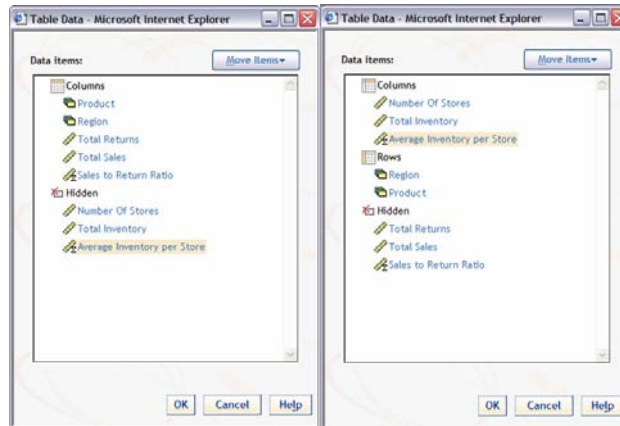 Table Data - Microsoft Internet Explorer
Data items:
Move Items
Columns
Product
Region
Total Returns
Total Sales
Sales to Return Ratio
Hidden
Number Of Stores
Total Inventory
Average Inventory per Store
OK Cancel Help
Table Data - Microsoft Internet Explorer
Data items:
Move Items
Columns
Number Of Stores
Total Inventory
Average Inventory per Store
Rows
Region
Product
Hidden
Total Returns
Total Sales
Sales to Return Ratio
OK Cancel Help